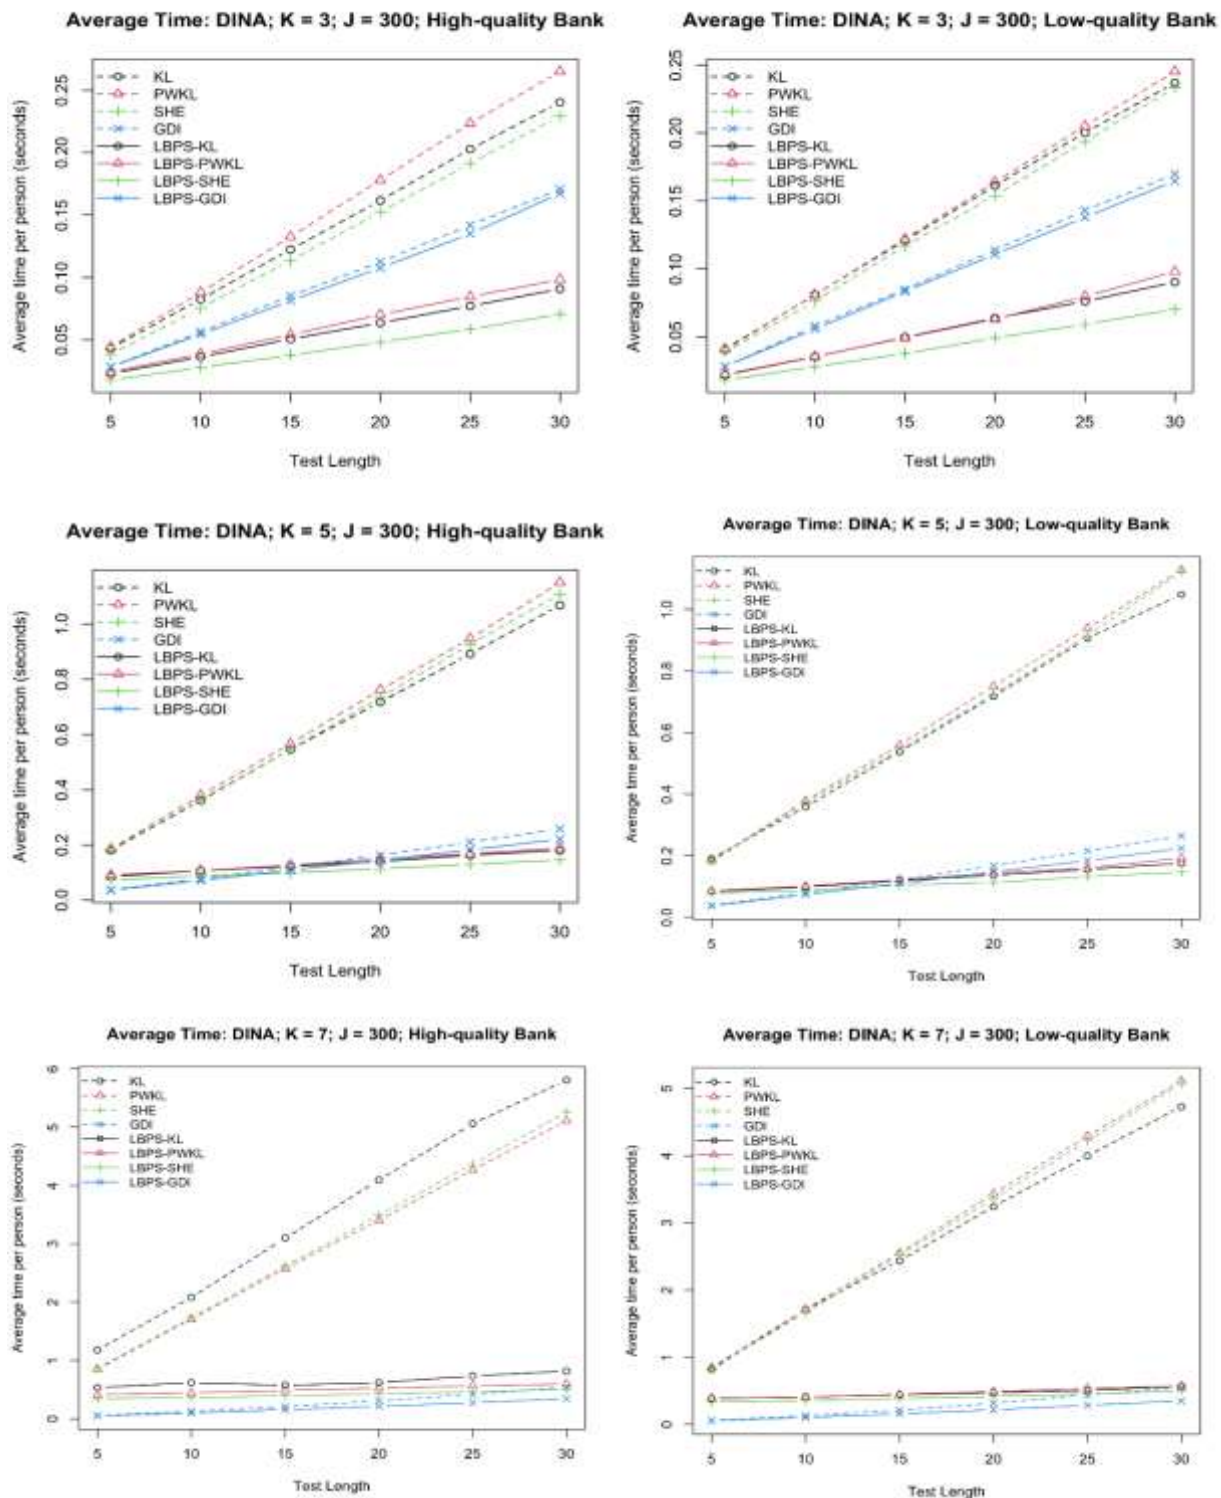 Average Time: DINA; K = 3; J = 300; High-quality Bank
Average time per person (seconds)
0.25
0.20
0.15
0.10
0.05
KL
PWKL
SHE
GDI
LBPS-KL
LBPS-PWKL
LBPS-SHE
LBPS-GDI
5 10 15 20 25 30
Test Length
Average Time: DINA; K = 3; J = 300; Low-quality Bank
Average time per person (seconds)
0.25
0.20
0.15
0.10
0.05
KL
PWKL
SHE
GDI
LBPS-KL
LBPS-PWKL
LBPS-SHE
LBPS-GDI
5 10 15 20 25 30
Test Length
Average Time: DINA; K = 5; J = 300; High-quality Bank
Average time per person (seconds)
1.0
0.8
0.6
0.4
0.2
0.0
KL
PWKL
SHE
GDI
LBPS-KL
LBPS-PWKL
LBPS-SHE
LBPS-GDI
5 10 15 20 25 30
Test Length
Average Time: DINA; K = 5; J = 300; Low-quality Bank
Average time per person (seconds)
1.0
0.8
0.6
0.4
0.2
0.0
KL
PWKL
SHE
GDI
LBPS-KL
LBPS-PWKL
LBPS-SHE
LBPS-GDI
5 10 15 20 25 30
Test Length
Average Time: DINA; K = 7; J = 300; High-quality Bank
Average time per person (seconds)
6
5
4
3
2
1
0
KL
PWKL
SHE
GDI
LBPS-KL
LBPS-PWKL
LBPS-SHE
LBPS-GDI
5 10 15 20 25 30
Test Length
Average Time: DINA; K = 7; J = 300; Low-quality Bank
Average time per person (seconds)
5
4
3
2
1
0
KL
PWKL
SHE
GDI
LBPS-KL
LBPS-PWKL
LBPS-SHE
LBPS-GDI
5 10 15 20 25 30
Test Length